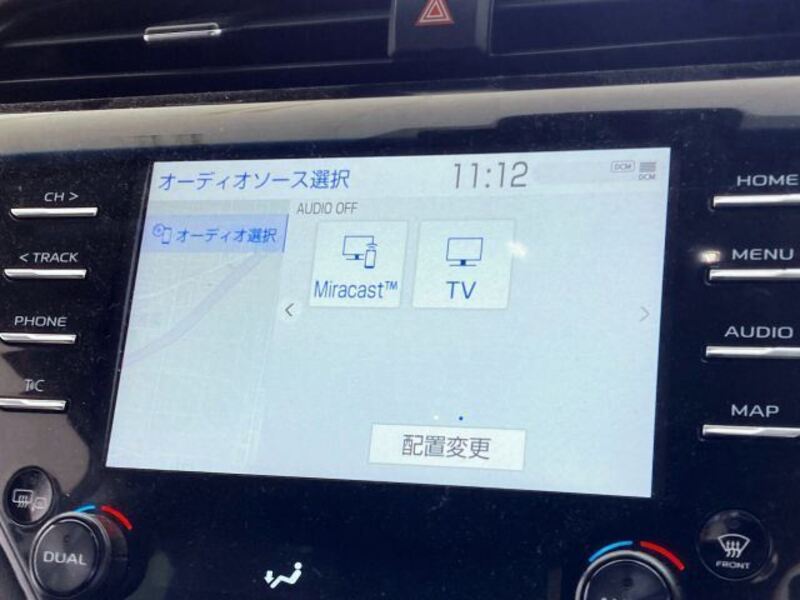 オーディオソース選択
11:12
DCM
DCM
AUDIO OFF
オーディオ選択
Miracast™
TV
配置変更
CH >
< TRACK
PHONE
T/C
HOME
MENU
AUDIO
MAP
DUAL
FRONT